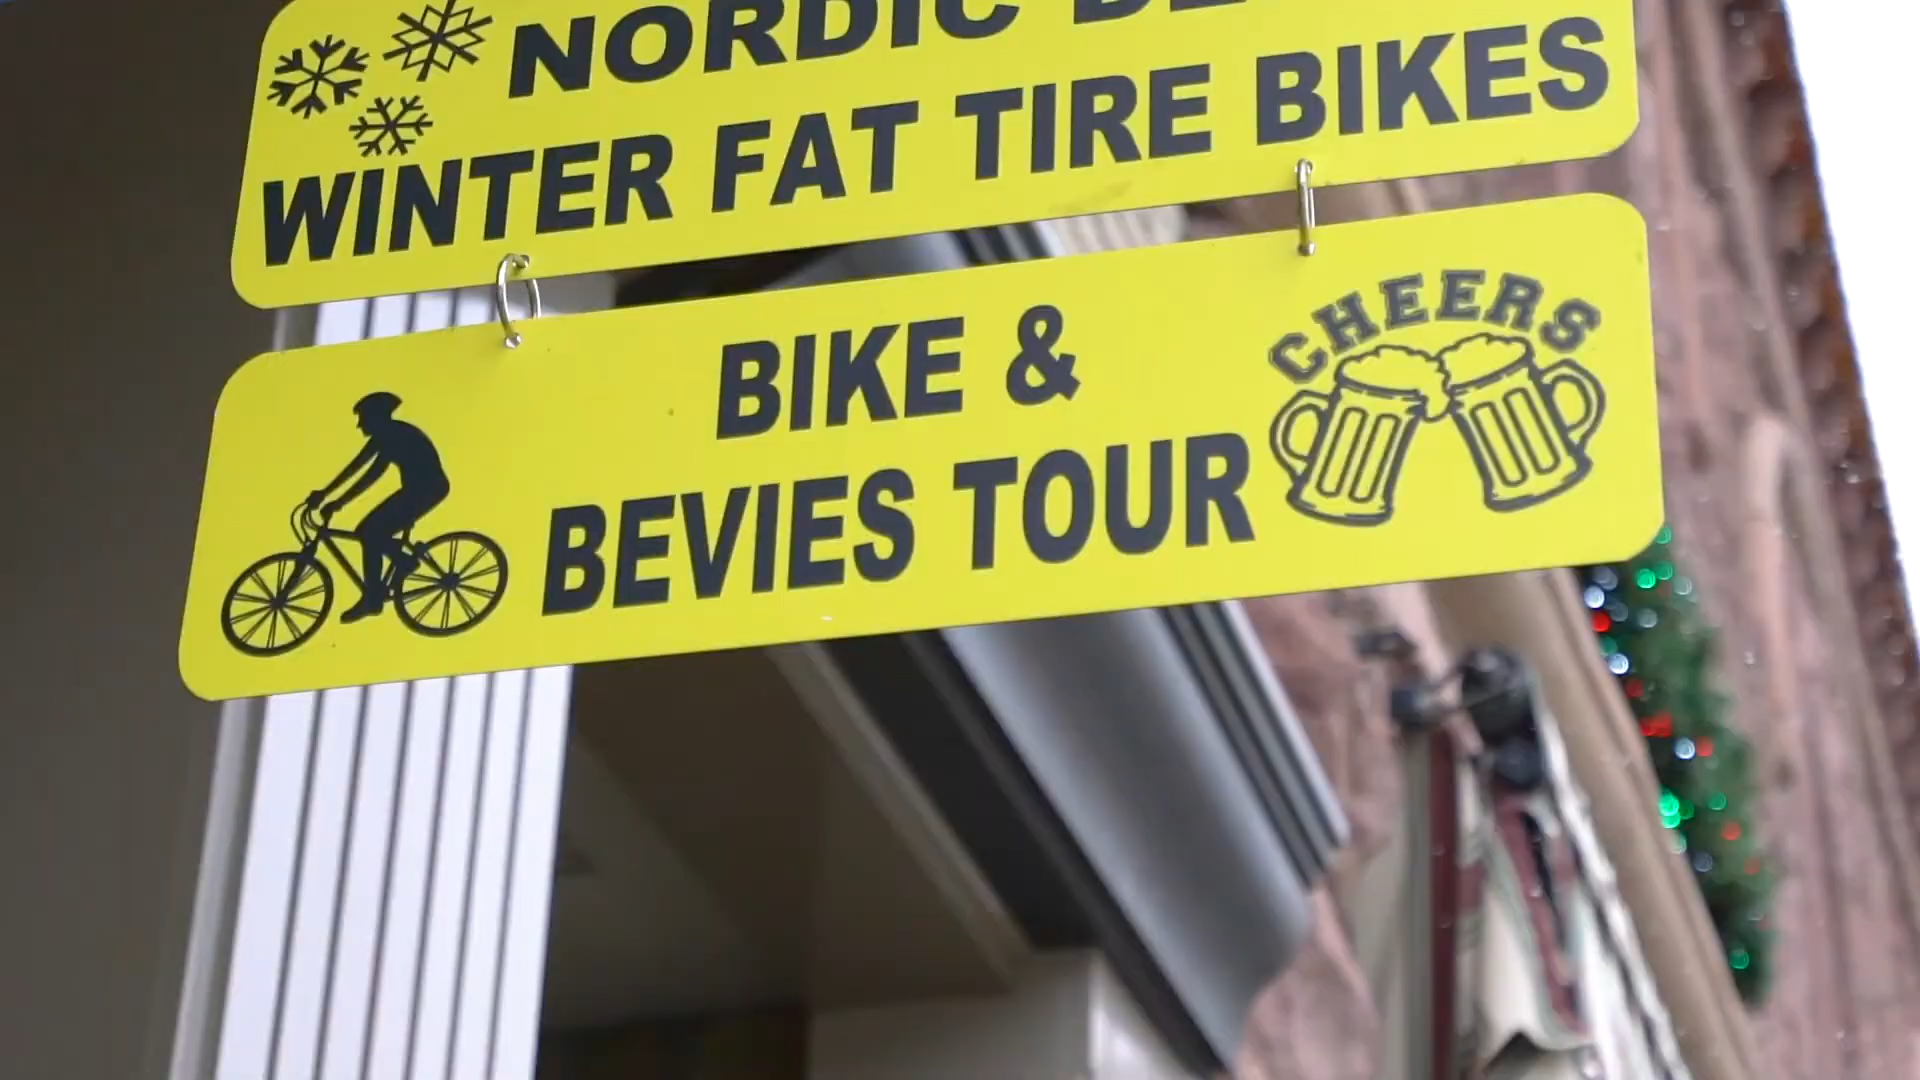 NORDIC
WINTER FAT TIRE BIKES
BIKE &
BEVIES TOUR
CHEERS